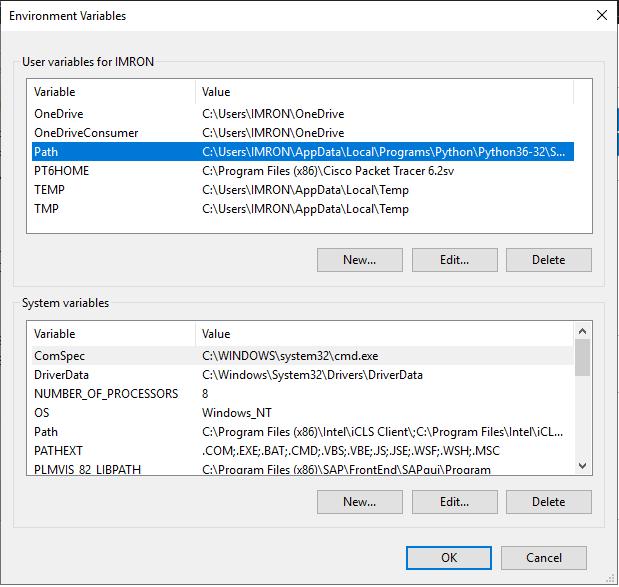 Environment Variables
User variables for IMRON
Variable Value
OneDrive C:\Users\IMRON\OneDrive
OneDriveConsumer C:\Users\IMRON\OneDrive
Path C:\Users\IMRON\AppData\Local\Programs\Python\Python36-32\S...
PT6HOME C:\Program Files (x86)\Cisco Packet Tracer 6.2sv
TEMP C:\Users\IMRON\AppData\Local\Temp
TMP C:\Users\IMRON\AppData\Local\Temp
New... Edit... Delete
System variables
Variable Value
ComSpec C:\WINDOWS\system32\cmd.exe
DriverData C:\Windows\System32\Drivers\DriverData
NUMBER_OF_PROCESSORS 8
OS Windows_NT
Path C:\Program Files (x86)\Intel\iCLS Client\;C:\Program Files\Intel\iCL...
PATHEXT .COM;.EXE;.BAT;.CMD;.VBS;.VBE;.JS;.JSE;.WSF;.WSH;.MSC
PLMVIS_82_LIBPATH C:\Program Files (x86)\SAP\FrontEnd\SAPgui\Program
New... Edit... Delete
OK Cancel